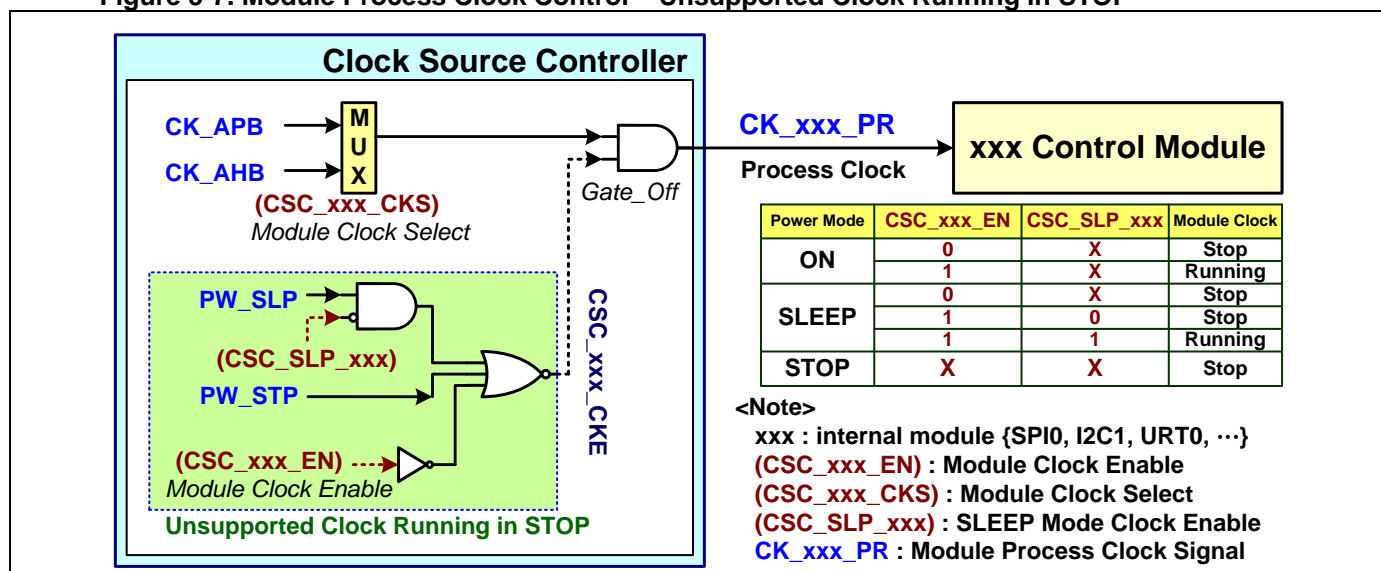 Clock Source Controller
CK_APB
CK_AHB
M
U
X
(CSC_xxx_CKS)
Module Clock Select
Gate_Off
PW_SLP
(CSC_SLP_xxx)
PW_STP
(CSC_xxx_EN)
Module Clock Enable
Unsupported Clock Running in STOP
CSC_xxx_CKE
CK_xxx_PR
Process Clock
xxx Control Module
Power Mode CSC_xxx_EN CSC_SLP_xxx Module Clock
ON 0 X Stop
1 X Running
SLEEP 0 X Stop
1 0 Stop
1 1 Running
STOP X X Stop
<Note>
xxx : internal module {SPI0, I2C1, URT0, ···}
(CSC_xxx_EN) : Module Clock Enable
(CSC_xxx_CKS) : Module Clock Select
(CSC_SLP_xxx) : SLEEP Mode Clock Enable
CK_xxx_PR : Module Process Clock Signal